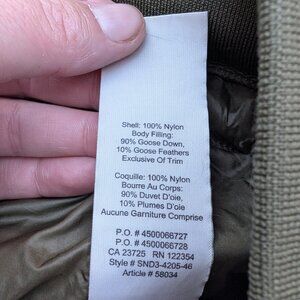 Shell: 100% Nylon
Body Filling:
90% Goose Down,
10% Goose Feathers
Exclusive Of Trim
Coquille: 100% Nylon
Bourre Au Corps:
90% Duvet D'oie,
10% Plumes D'oie
Aucune Garniture Comprise
P.O. # 4500066727
P.O. # 4500066728
CA 23725 RN 122354
Style # SND3-4205-46
Article # 58034